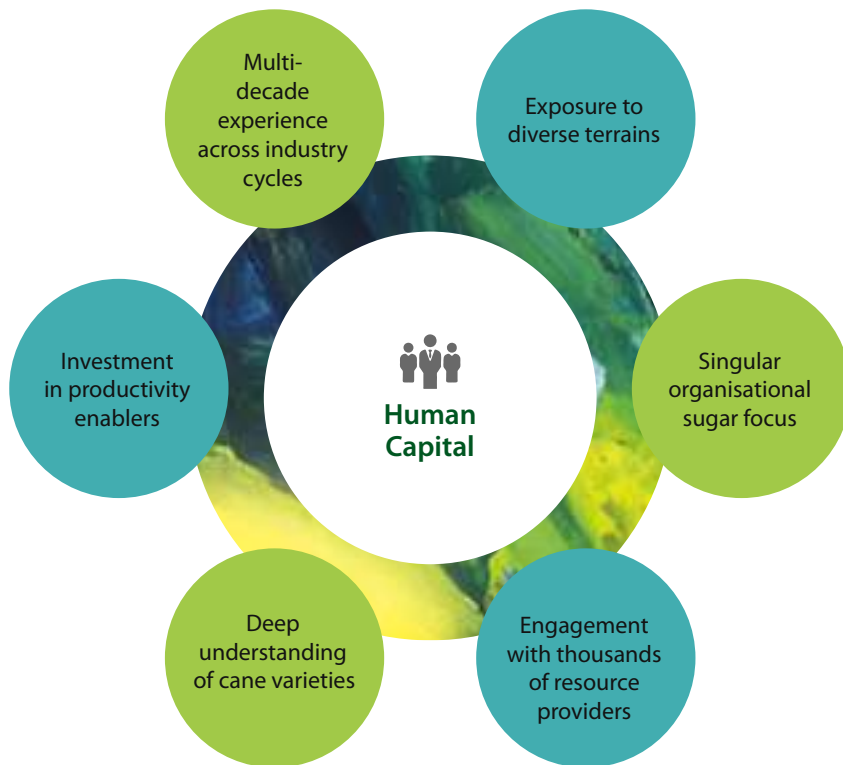 Multi-
decade
experience
across industry
cycles
Exposure to
diverse terrains
Investment
in productivity
enablers
Human
Capital
Singular
organisational
sugar focus
Deep
understanding
of cane varieties
Engagement
with thousands
of resource
providers